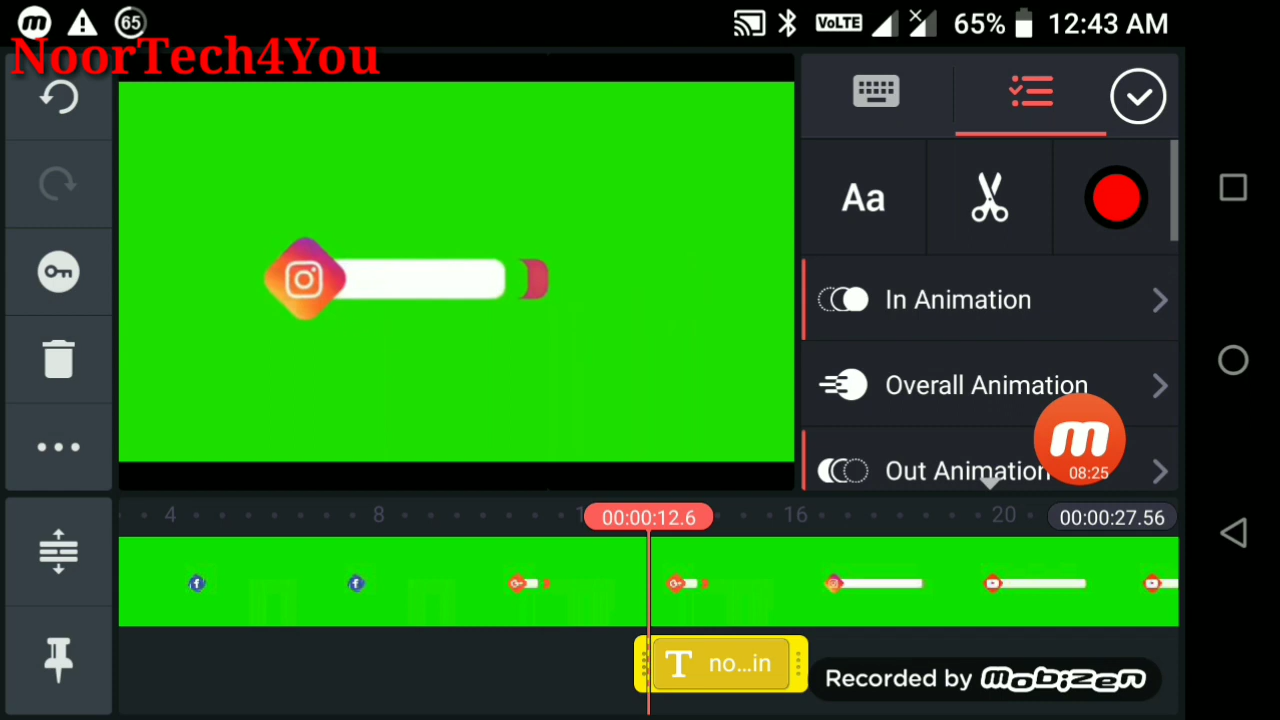 65
VoLTE
65%
12:43 AM
NoorTech4You
Aa
In Animation
Overall Animation
Out Animation
08:25
4
8
00:00:12.6
16
20
00:00:27.56
T no...in
Recorded by mobizen